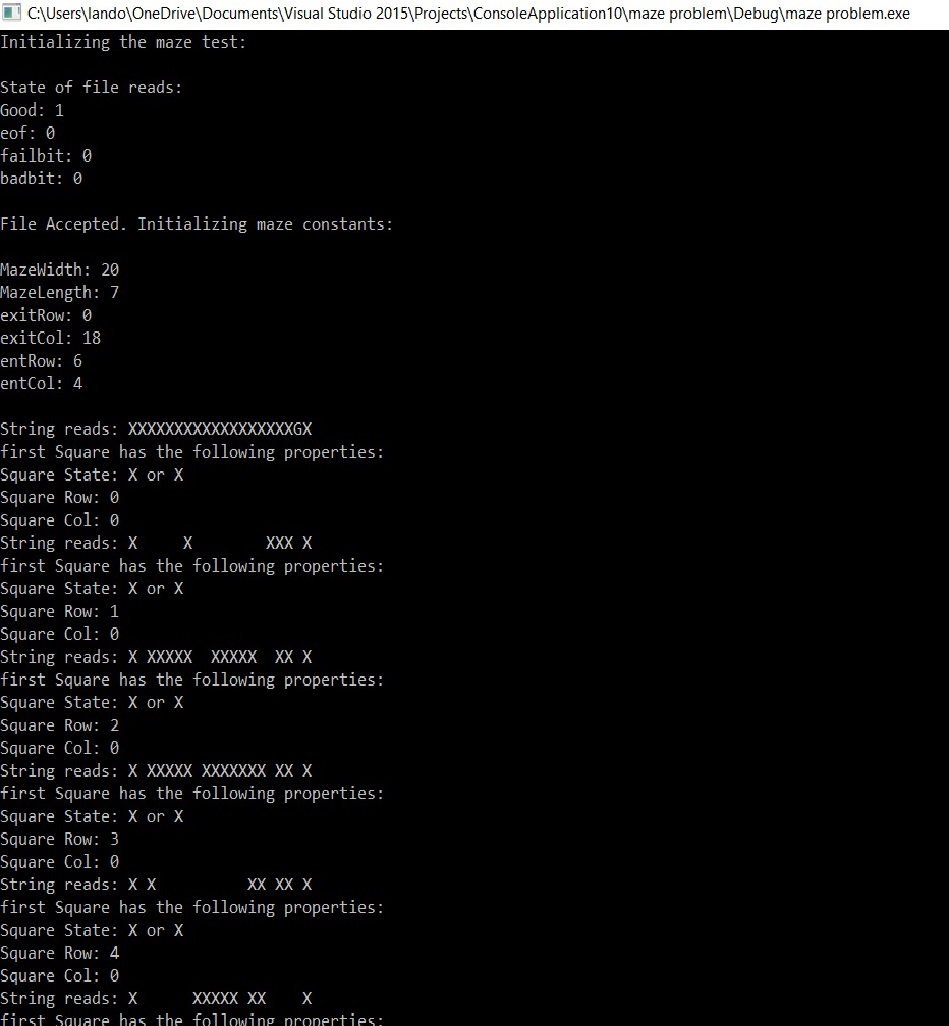 C:\Users\lando\OneDrive\Documents\Visual Studio 2015\Projects\ConsoleApplication10\maze problem\Debug\maze problem.exe
Initializing the maze test:
State of file reads:
Good: 1
eof: 0
failbit: 0
badbit: 0
File Accepted. Initializing maze constants:
MazeWidth: 20
MazeLength: 7
exitRow: 0
exitCol: 18
entRow: 6
entCol: 4
String reads: XXXXXXXXXXXXXXXXXXGX
first Square has the following properties:
Square State: X or X
Square Row: 0
Square Col: 0
String reads: X     X        XXX X
first Square has the following properties:
Square State: X or X
Square Row: 1
Square Col: 0
String reads: X XXXXX  XXXXX  XX X
first Square has the following properties:
Square State: X or X
Square Row: 2
Square Col: 0
String reads: X XXXXX XXXXXXX XX X
first Square has the following properties:
Square State: X or X
Square Row: 3
Square Col: 0
String reads: X X          XX XX X
first Square has the following properties:
Square State: X or X
Square Row: 4
Square Col: 0
String reads: X      XXXXX XX    X
first Square has the following properties: